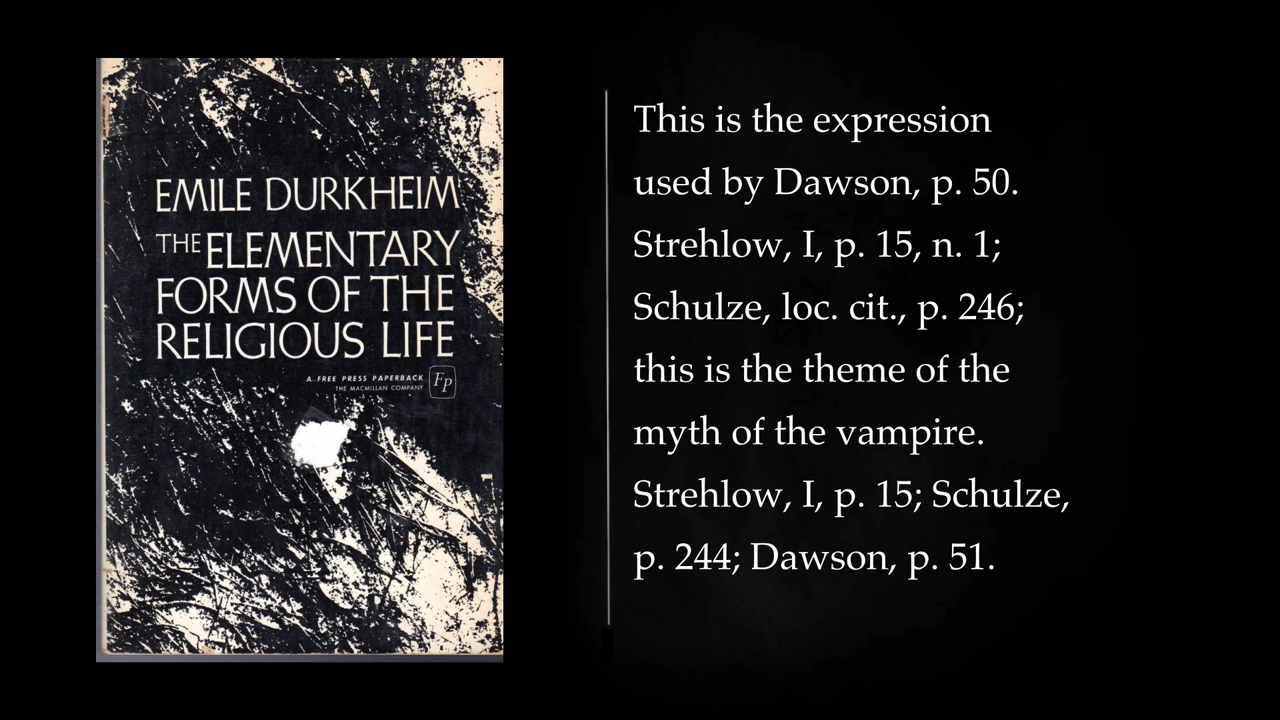 EMILE DURKHEIM
THE ELEMENTARY
FORMS OF THE
RELIGIOUS LIFE
A FREE PRESS PAPERBACK
THE MACMILLAN COMPANY
Fp
This is the expression
used by Dawson, p. 50.
Strehlow, I, p. 15, n. 1;
Schulze, loc. cit., p. 246;
this is the theme of the
myth of the vampire.
Strehlow, I, p. 15; Schulze,
p. 244; Dawson, p. 51.